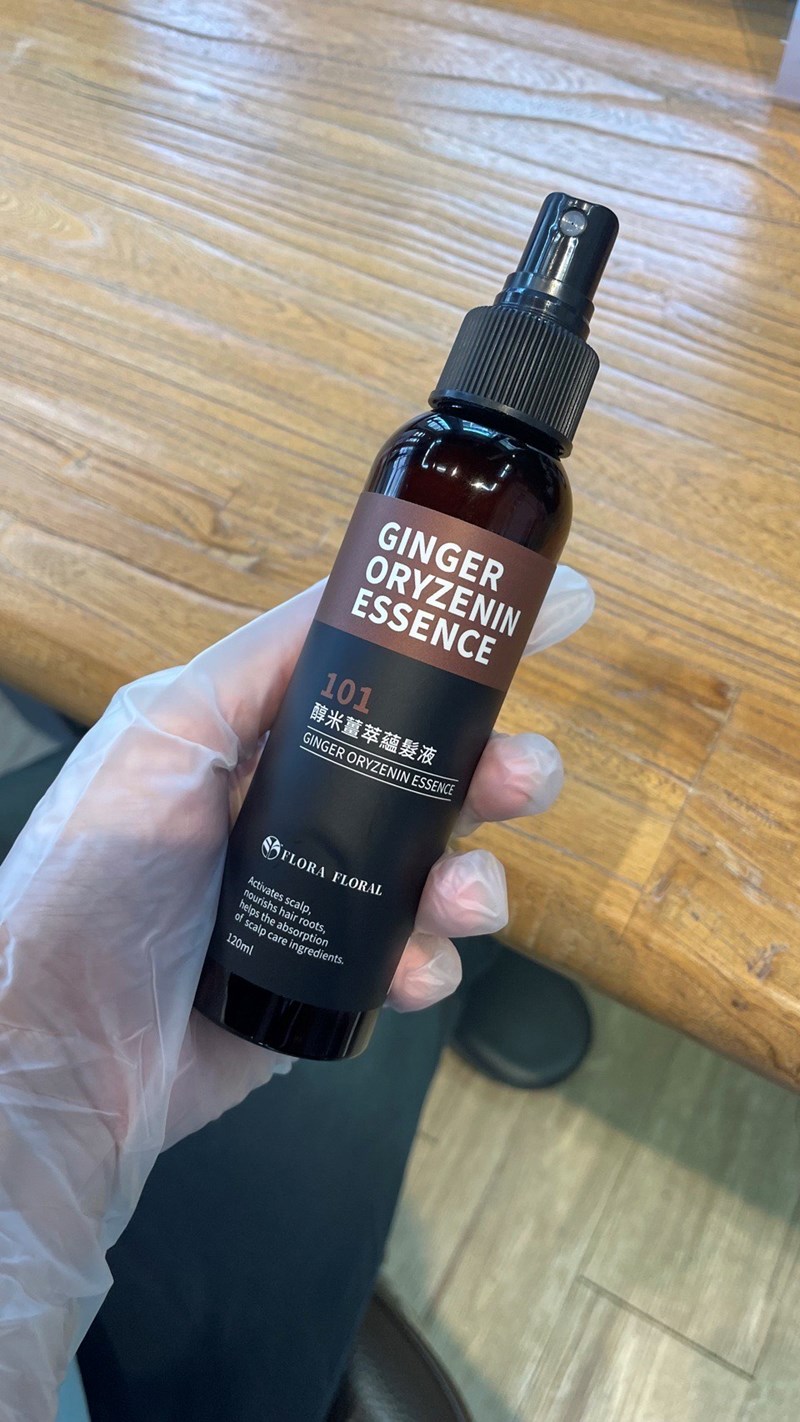 GINGER
ORYZENIN
ESSENCE
101
醇米薑萃蘊髮液
GINGER ORYZENIN ESSENCE
FLORA FLORAL
Activates scalp,
nourishs hair roots,
helps the absorption
of scalp care ingredients.
120ml